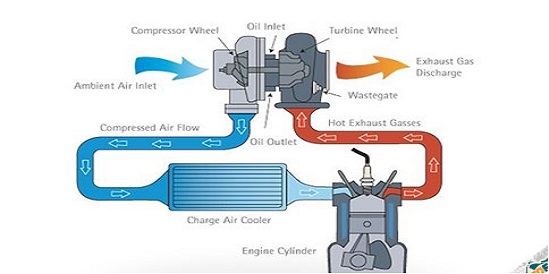 Oil Inlet
Compressor Wheel
Turbine Wheel
Exhaust Gas
Discharge
Ambient Air Inlet
Wastegate
Compressed Air Flow
Hot Exhaust Gasses
Oil Outlet
Charge Air Cooler
Engine Cylinder